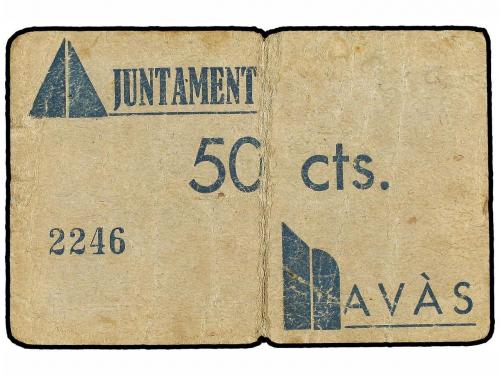 AJUNTAMENT
50 cts.
2246
NAVÀS